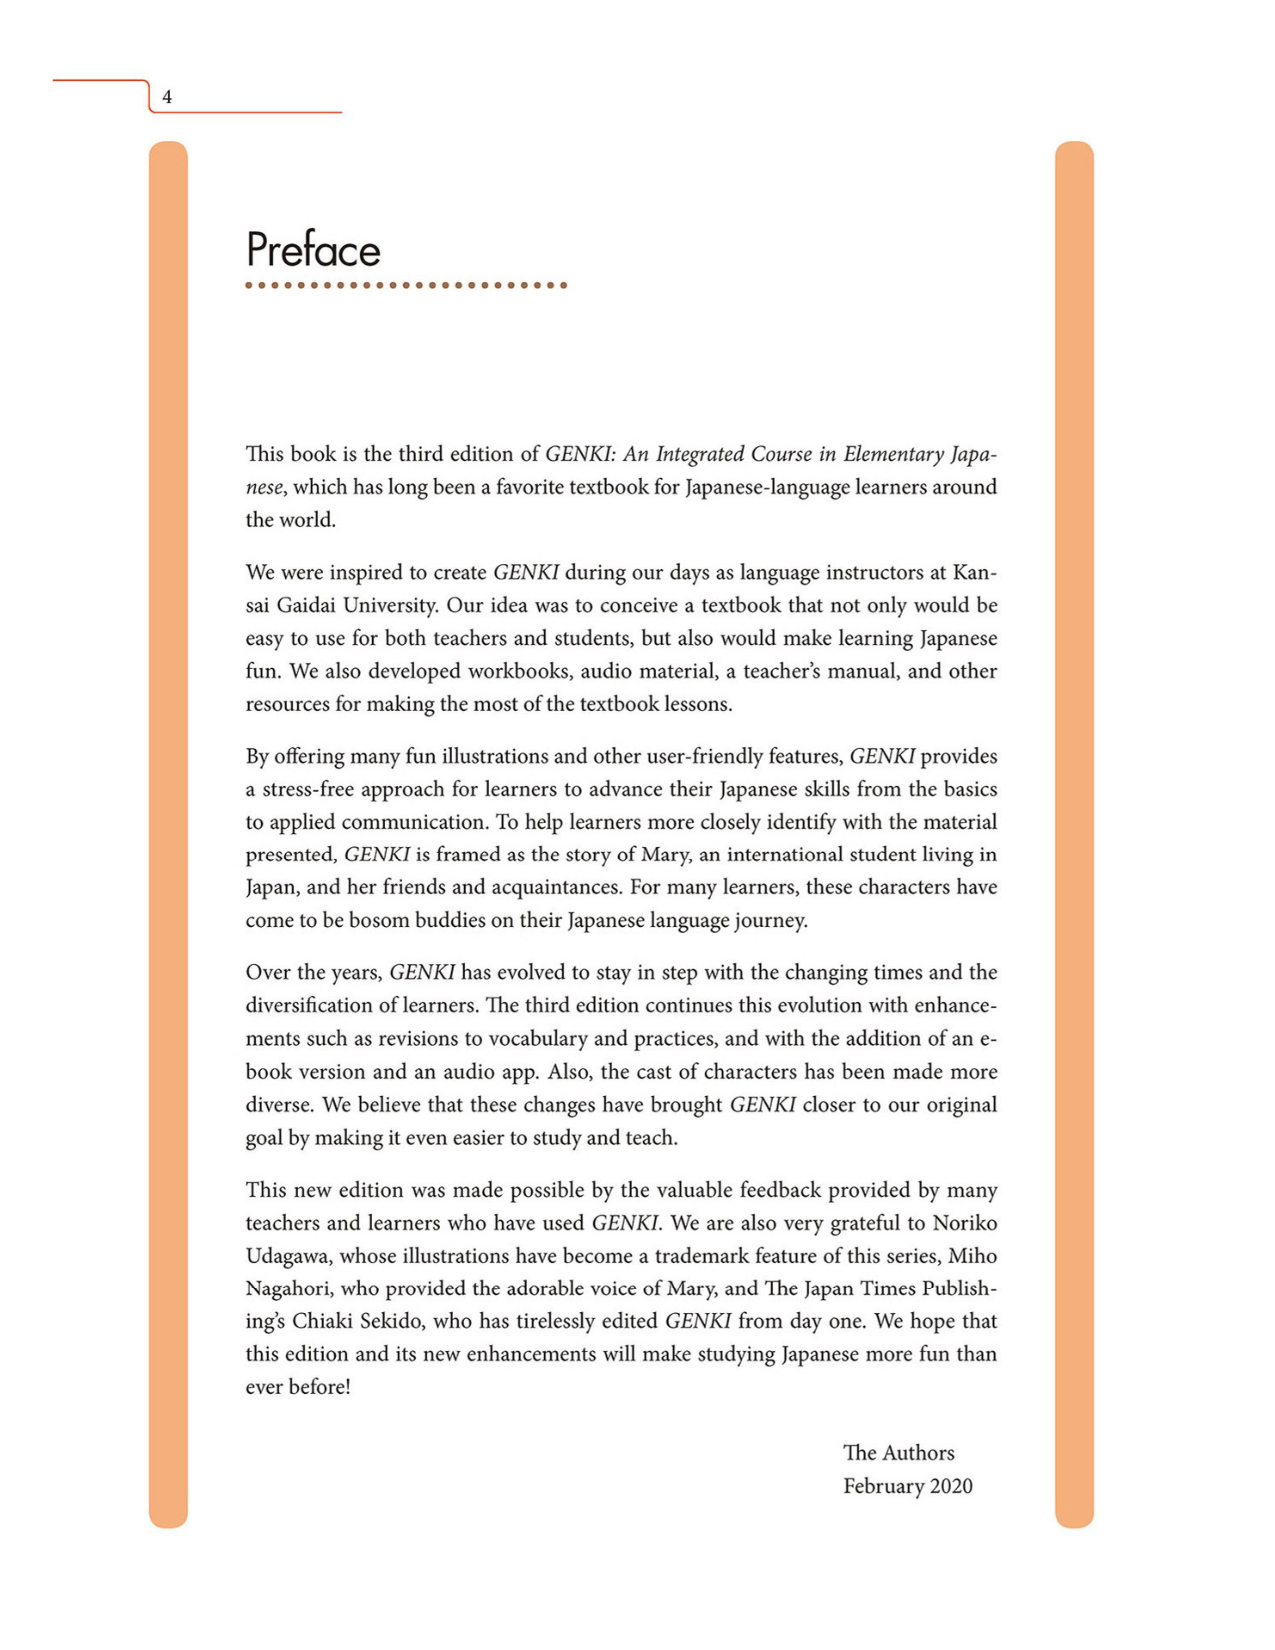 4
Preface
This book is the third edition of GENKI: An Integrated Course in Elementary Japa-
nese, which has long been a favorite textbook for Japanese-language learners around
the world.
We were inspired to create GENKI during our days as language instructors at Kan-
sai Gaidai University. Our idea was to conceive a textbook that not only would be
easy to use for both teachers and students, but also would make learning Japanese
fun. We also developed workbooks, audio material, a teacher’s manual, and other
resources for making the most of the textbook lessons.
By offering many fun illustrations and other user-friendly features, GENKI provides
a stress-free approach for learners to advance their Japanese skills from the basics
to applied communication. To help learners more closely identify with the material
presented, GENKI is framed as the story of Mary, an international student living in
Japan, and her friends and acquaintances. For many learners, these characters have
come to be bosom buddies on their Japanese language journey.
Over the years, GENKI has evolved to stay in step with the changing times and the
diversification of learners. The third edition continues this evolution with enhance-
ments such as revisions to vocabulary and practices, and with the addition of an e-
book version and an audio app. Also, the cast of characters has been made more
diverse. We believe that these changes have brought GENKI closer to our original
goal by making it even easier to study and teach.
This new edition was made possible by the valuable feedback provided by many
teachers and learners who have used GENKI. We are also very grateful to Noriko
Udagawa, whose illustrations have become a trademark feature of this series, Miho
Nagahori, who provided the adorable voice of Mary, and The Japan Times Publish-
ing’s Chiaki Sekido, who has tirelessly edited GENKI from day one. We hope that
this edition and its new enhancements will make studying Japanese more fun than
ever before!
The Authors
February 2020